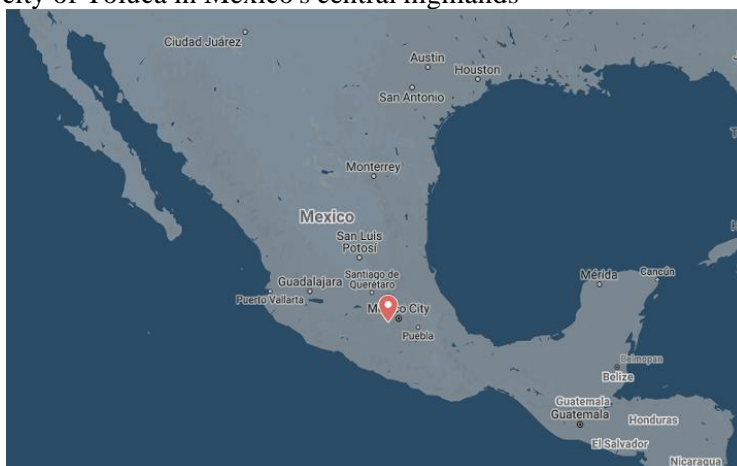 city of Toluca in Mexico's central highlands
Ciudad Juárez
Austin
Houston
San Antonio
Monterrey
Mexico
San Luis
Potosí
Guadalajara
Santiago de
Querétaro
Puerto Vallarta
Mexico City
Puebla
Mérida
Cancún
Belmopan
Belize
Guatemala
Guatemala
Honduras
El Salvador
Nicaragua